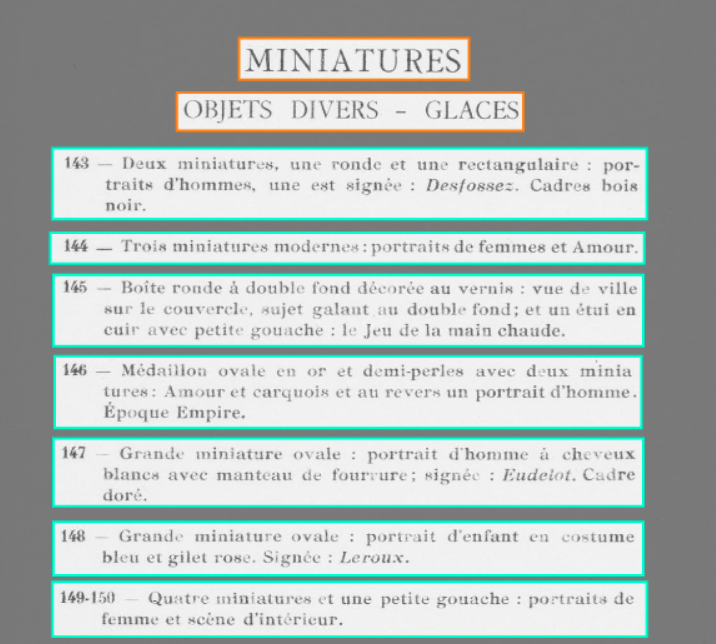 MINIATURES
OBJETS DIVERS – GLACES
143 — Deux miniatures, une ronde et une rectangulaire : por-
traits d'hommes, une est signée : Desfossez. Cadres bois
noir.
144 — Trois miniatures modernes : portraits de femmes et Amour.
145 — Boîte ronde à double fond décorée au vernis : vue de ville
sur le couvercle, sujet galant au double fond; et un étui en
cuir avec petite gouache : le Jeu de la main chaude.
146 — Médaillon ovale en or et demi-perles avec deux minia
tures : Amour et carquois et au revers un portrait d'homme.
Époque Empire.
147 — Grande miniature ovale : portrait d'homme à cheveux
blancs avec manteau de fourrure; signée : Eudelot. Cadre
doré.
148 — Grande miniature ovale : portrait d'enfant en costume
bleu et gilet rose. Signée : Leroux.
149-150 — Quatre miniatures et une petite gouache : portraits de
femme et scène d'intérieur.